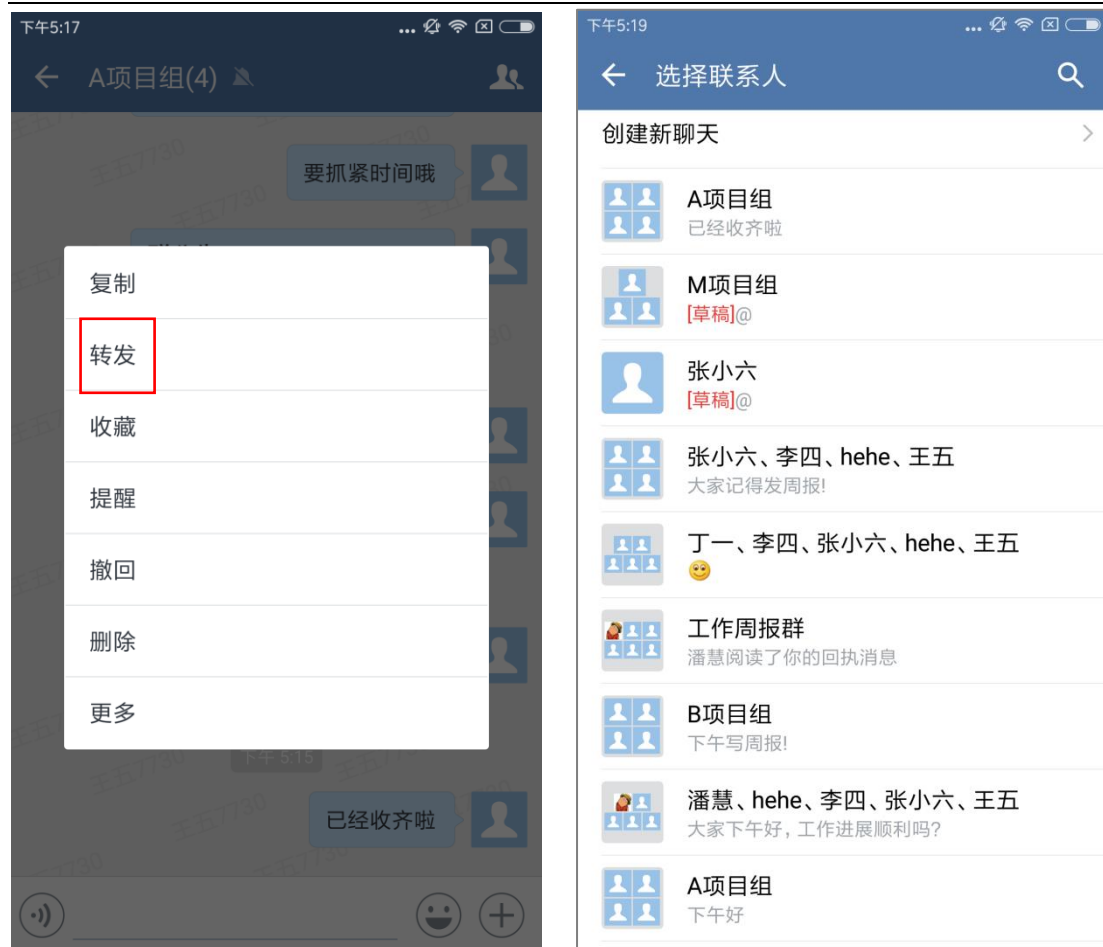 下午5:17
A项目组(4)
要抓紧时间哦
复制
转发
收藏
提醒
撤回
删除
更多
下午 5:15
已经收齐啦
王五7730
下午5:19
选择联系人
创建新聊天
A项目组
已经收齐啦
M项目组
[草稿]@
张小六
[草稿]@
张小六、李四、hehe、王五
大家记得发周报!
丁一、李四、张小六、hehe、王五
工作周报群
潘慧阅读了你的回执消息
B项目组
下午写周报!
潘慧、hehe、李四、张小六、王五
大家下午好，工作进展顺利吗?
A项目组
下午好